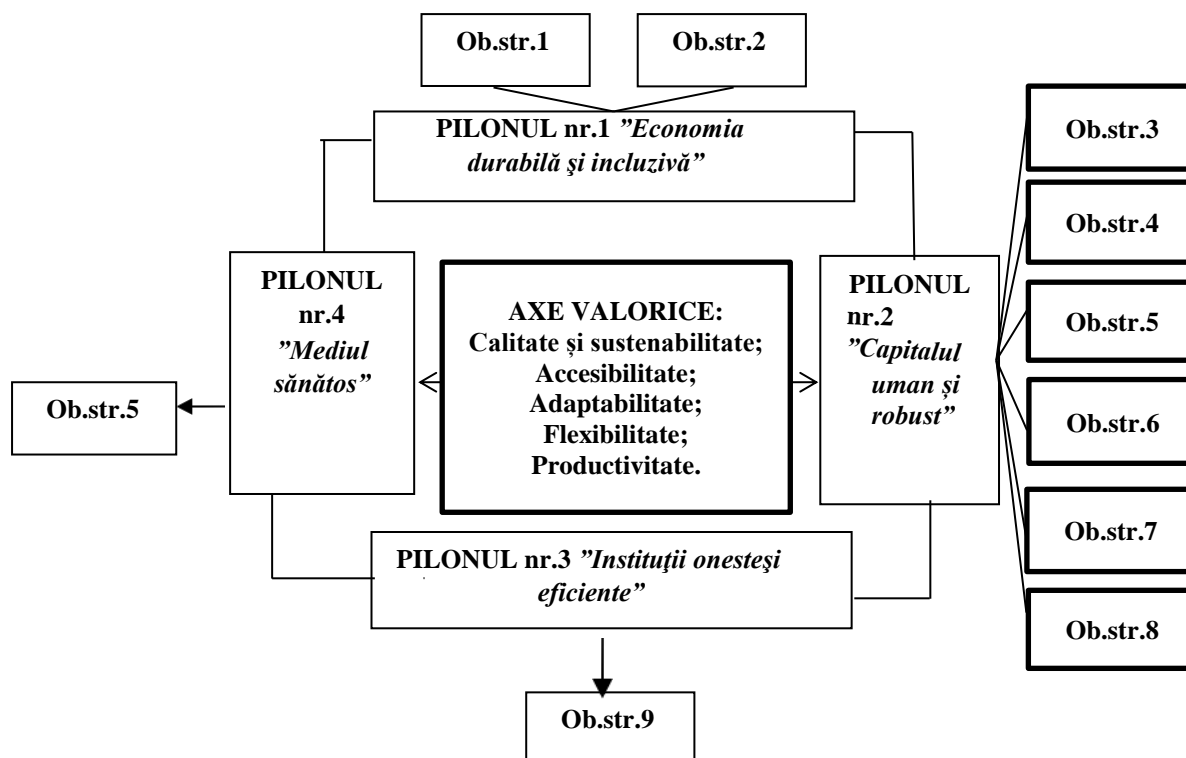 Ob.str.1
Ob.str.2
PILONUL nr.1 ”Economia
durabilă şi incluzivă”
Ob.str.3
Ob.str.4
Ob.str.5
Ob.str.6
Ob.str.7
Ob.str.8
PILONUL
nr.4
”Mediul
sănătos”
AXE VALORICE:
Calitate și sustenabilitate;
Accesibilitate;
Adaptabilitate;
Flexibilitate;
Productivitate.
PILONUL
nr.2
”Capitalul
uman și
robust”
Ob.str.5
PILONUL nr.3 ”Instituţii onesteşi
eficiente”
Ob.str.9